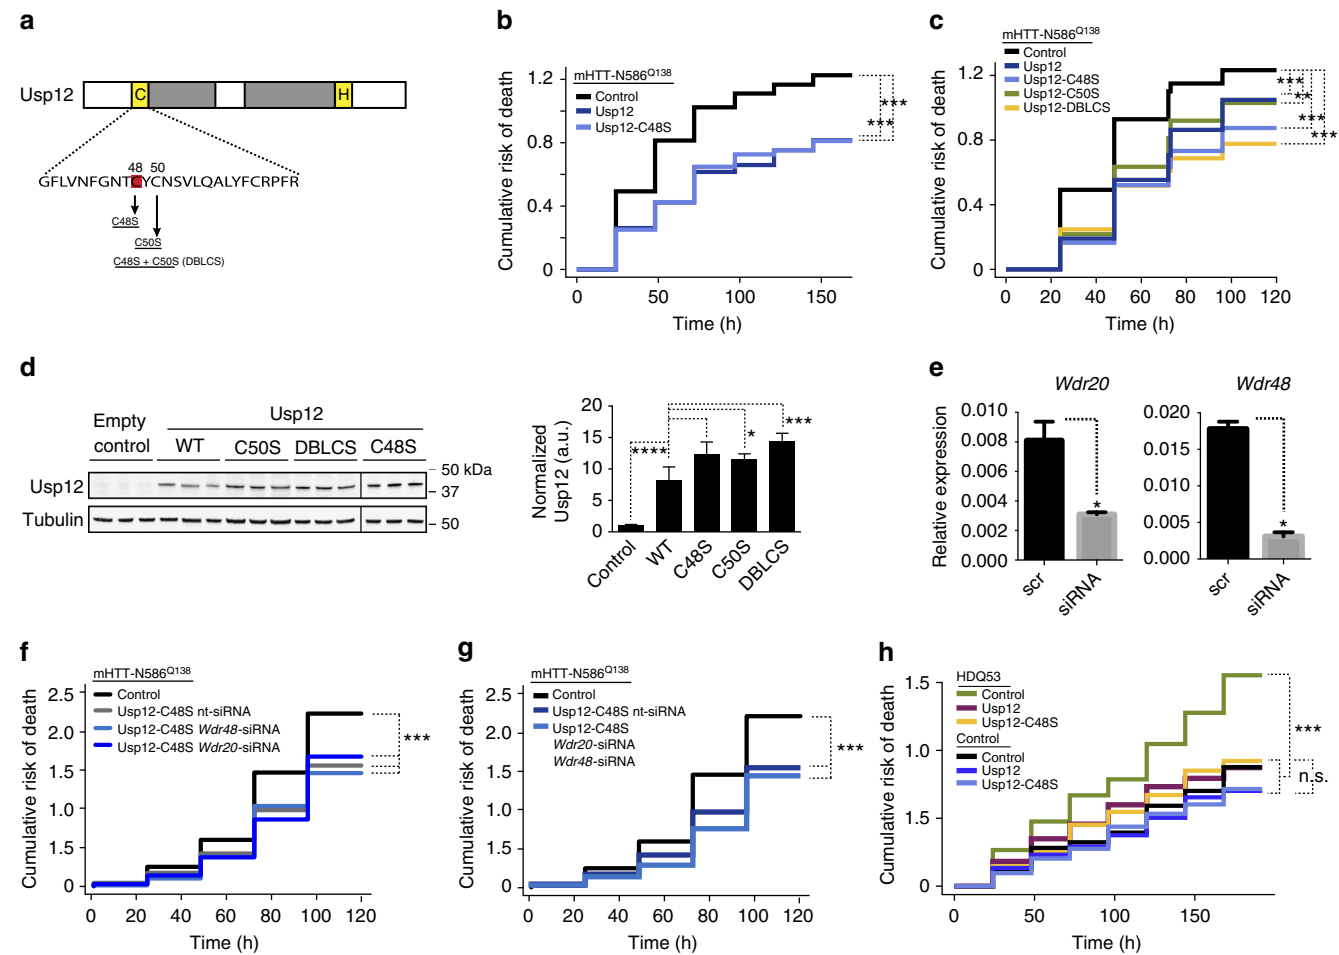 a
Usp12
C
H
48 50
GFLVNFGNTCYCNSVLQALYFCRPFR
C48S
C50S
C48S + C50S (DBLCS)
b
mHTT-N586Q138
Control
Usp12
Usp12-C48S
Cumulative risk of death
1.2
0.8
0.4
0
0 50 100 150
Time (h)
***
***
c
mHTT-N586Q138
Control
Usp12
Usp12-C48S
Usp12-C50S
Usp12-DBLCS
Cumulative risk of death
1.2
0.8
0.4
0
0 20 40 60 80 100 120
Time (h)
***
**
***
***
d
Usp12
Empty control
WT C50S DBLCS C48S
Usp12
Tubulin
50 kDa
37
50
Normalized Usp12 (a.u.)
20
15
10
5
0
****
*
***
Control WT C48S C50S DBLCS
e
Wdr20
Relative expression
0.010
0.008
0.006
0.004
0.002
0.000
*
scr siRNA
Wdr48
0.020
0.015
0.010
0.005
0.000
*
scr siRNA
f
mHTT-N586Q138
Control
Usp12-C48S nt-siRNA
Usp12-C48S Wdr48-siRNA
Usp12-C48S Wdr20-siRNA
Cumulative risk of death
2.5
2.0
1.5
1.0
1.5
0
0 20 40 60 80 100 120
Time (h)
***
g
mHTT-N586Q138
Control
Usp12-C48S nt-siRNA
Usp12-C48S
Wdr20-siRNA
Wdr48-siRNA
Cumulative risk of death
2.5
2.0
1.5
1.0
1.5
0
0 20 40 60 80 100 120
Time (h)
***
h
HDQ53
Control
Usp12
Usp12-C48S
Control
Control
Usp12
Usp12-C48S
Cumulative risk of death
1.5
1.0
1.5
0
0 50 100 150
Time (h)
***
n.s.